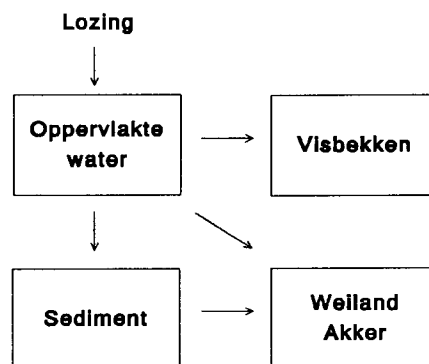 Lozing
Oppervlakte
water
Visbekken
Sediment
Weiland
Akker